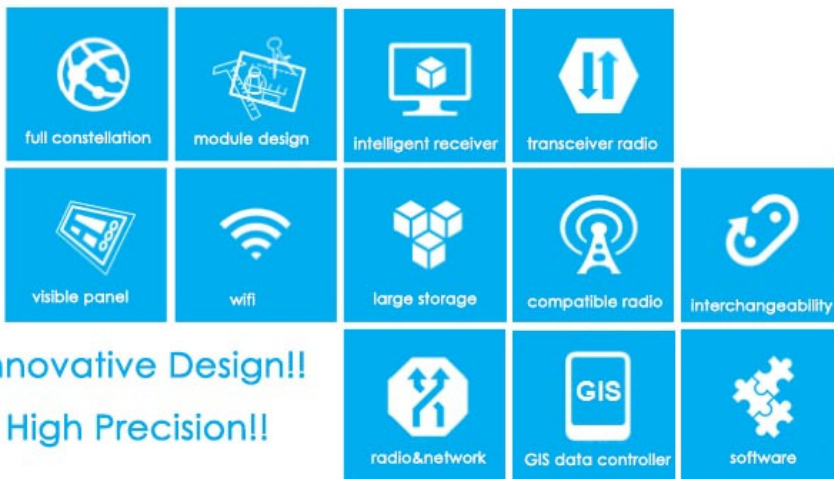 full constellation
module design
intelligent receiver
transceiver radio
visible panel
wifi
large storage
compatible radio
interchangeability
nnovative Design!!
High Precision!!
radio&network
GIS
GIS data controller
software